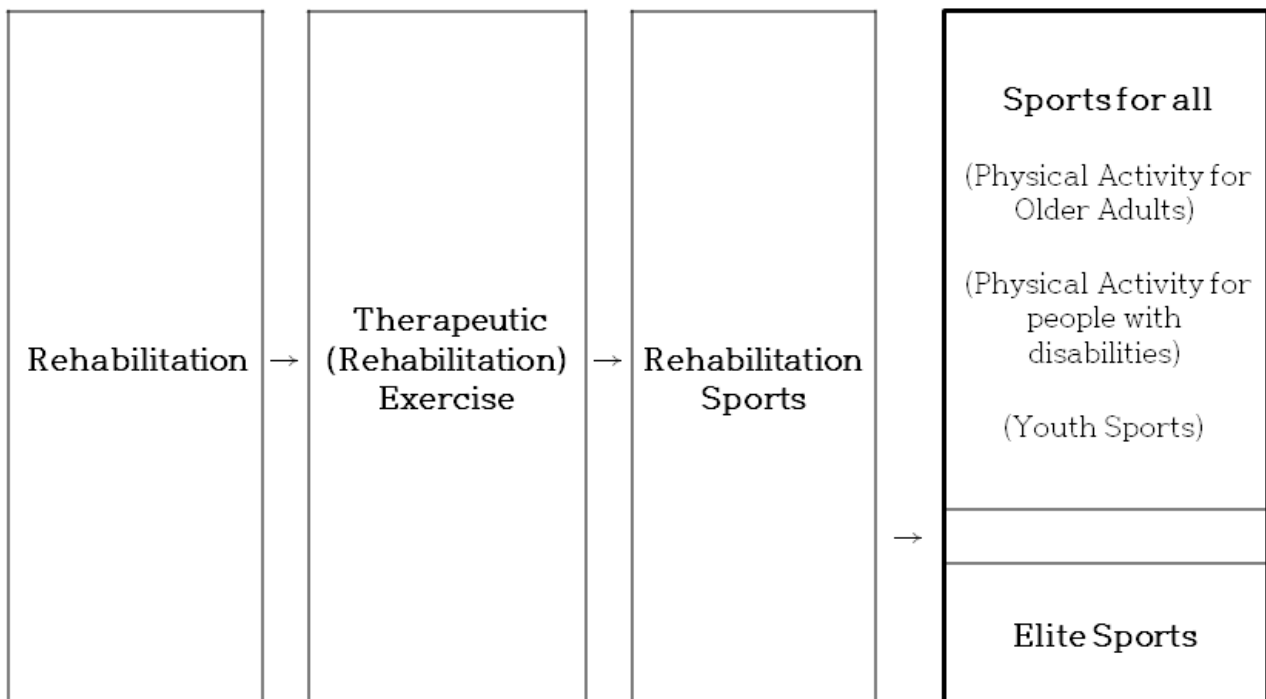 Rehabilitation
→
Therapeutic
(Rehabilitation)
Exercise
→
Rehabilitation
Sports
→
Sports for all
(Physical Activity for
Older Adults)
(Physical Activity for
people with
disabilities)
(Youth Sports)
Elite Sports